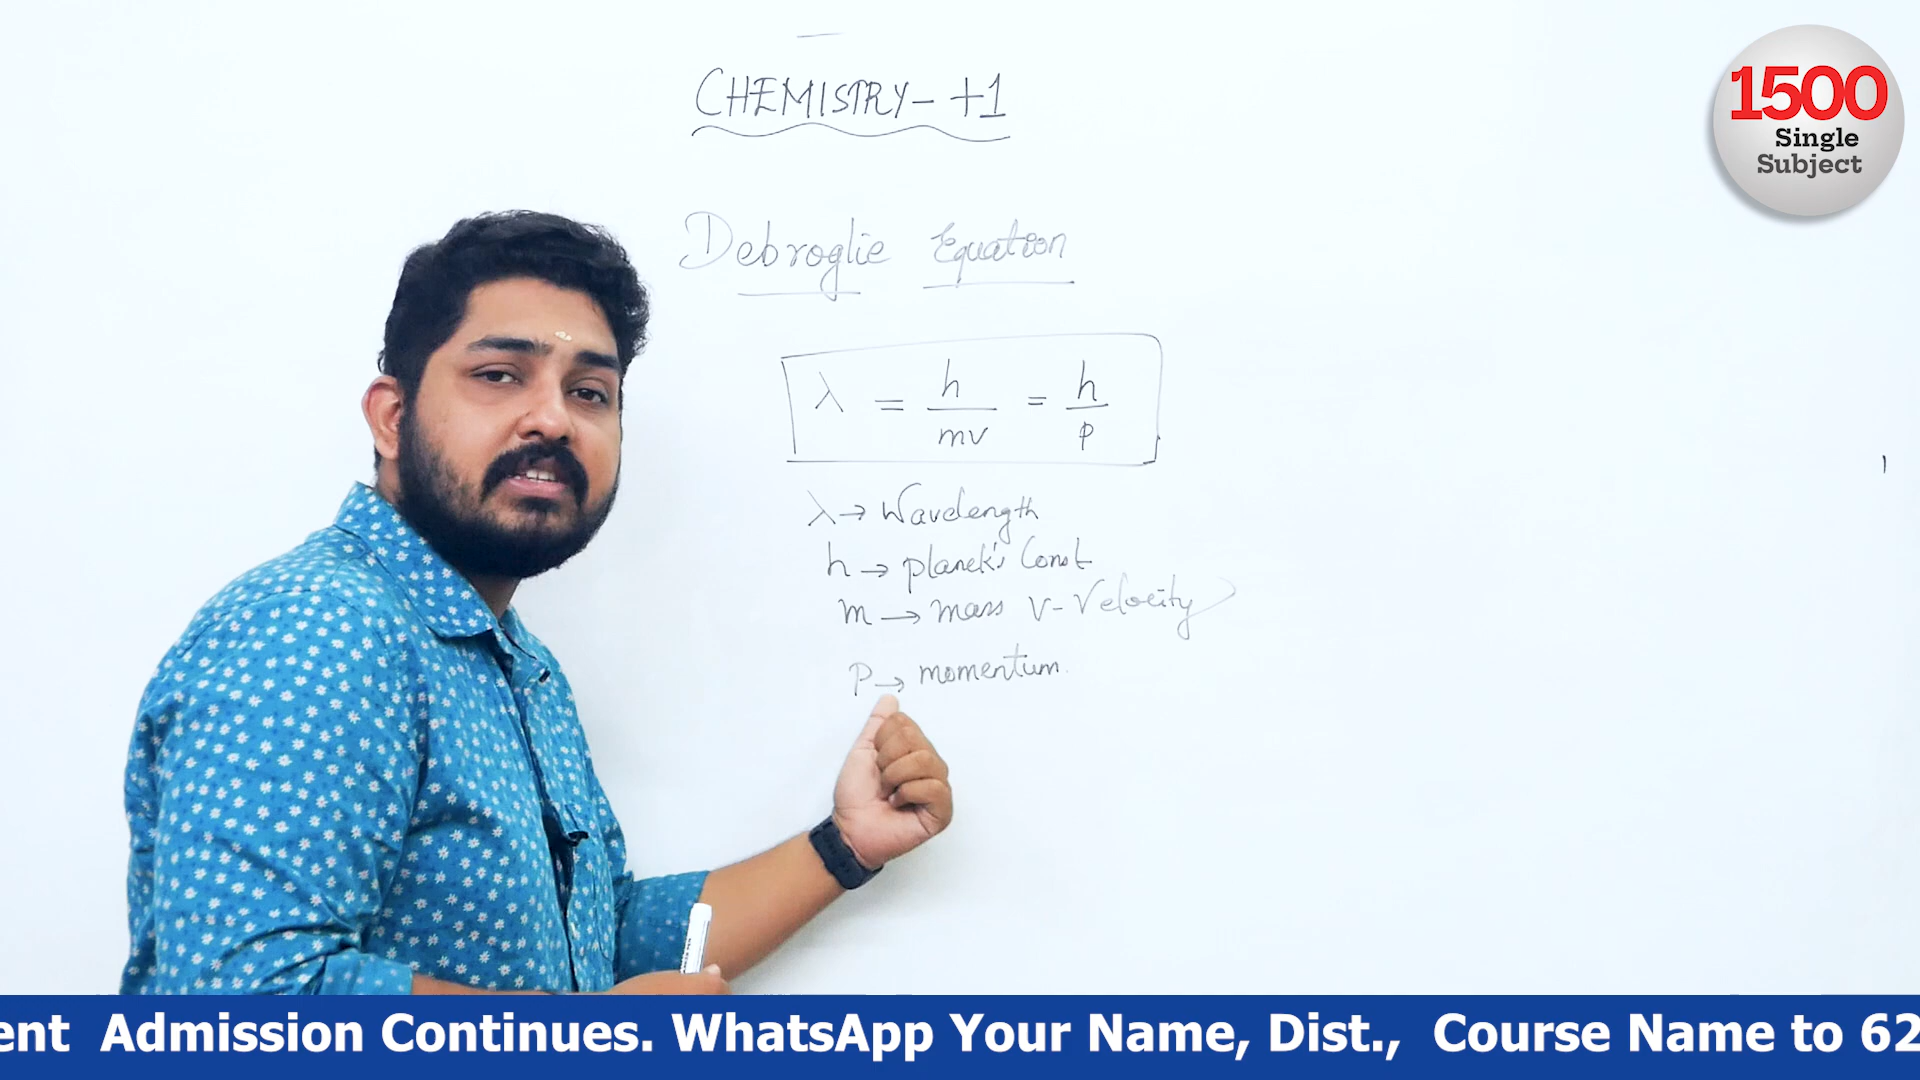 CHEMISTRY - +1
Debroglie Equation
λ = h/mv = h/p
λ → Wavelength
h → planck's Const
m → mass V - Velocity
P → momentum.
1500
Single
Subject
ent Admission Continues. WhatsApp Your Name, Dist., Course Name to 62